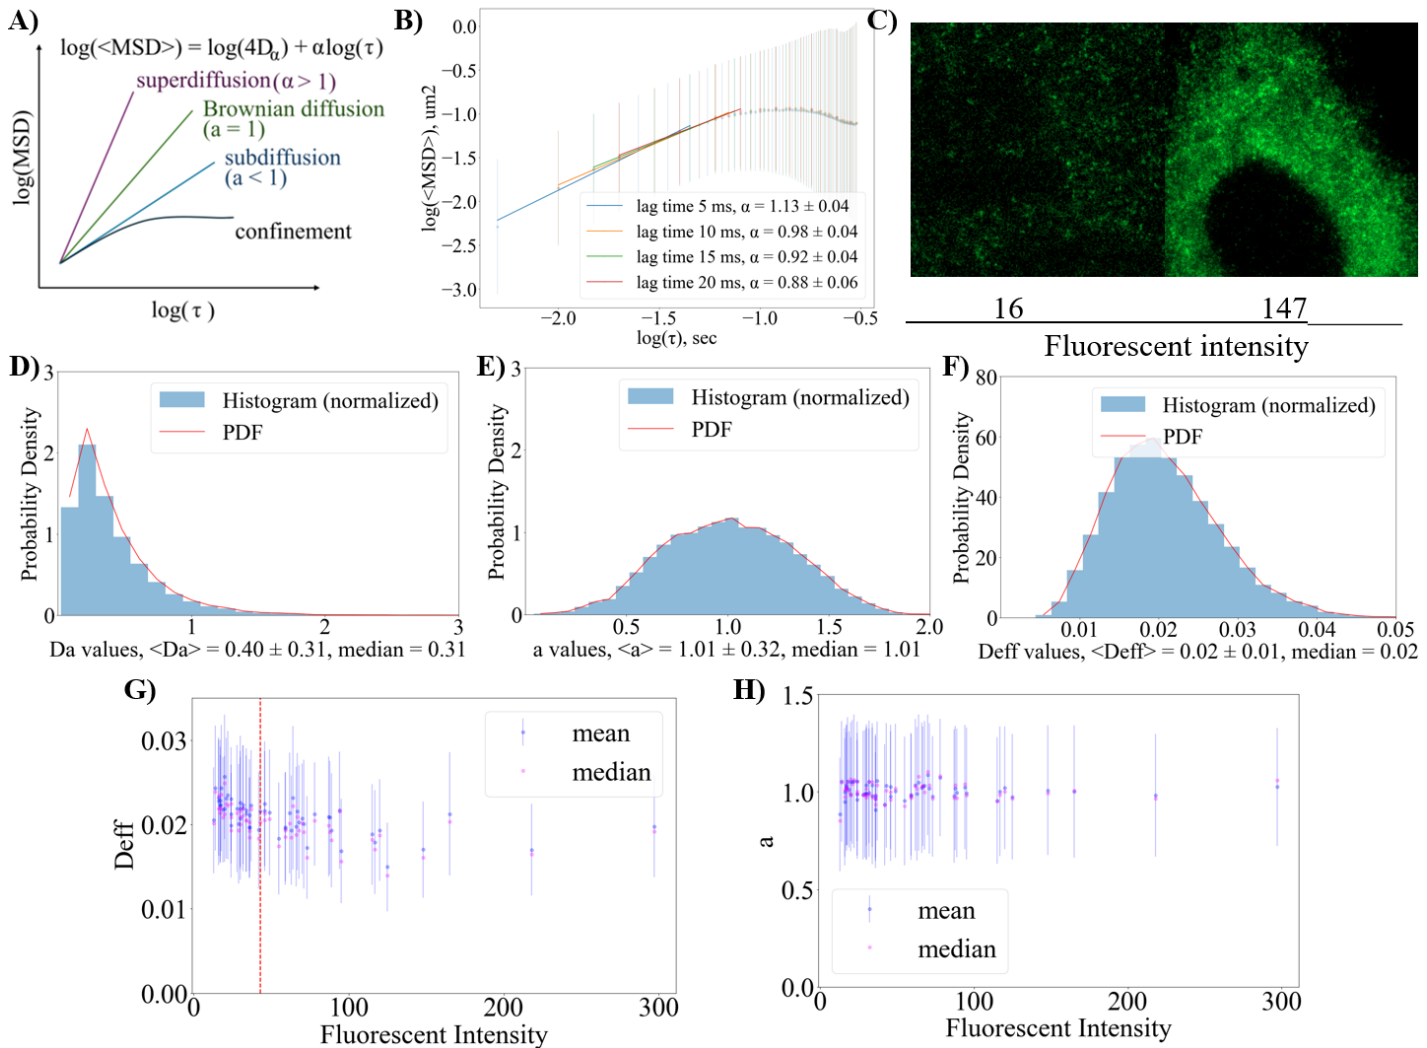 A)
log(<MSD>) = log(4Dα) + αlog(τ)
superdiffusion (α > 1)
Brownian diffusion
(a = 1)
subdiffusion
(a < 1)
confinement
log(MSD)
log(τ)
B)
log(<MSD>), um2
0.0
−0.5
−1.0
−1.5
−2.0
−2.5
−3.0
lag time 5 ms, α = 1.13 ± 0.04
lag time 10 ms, α = 0.98 ± 0.04
lag time 15 ms, α = 0.92 ± 0.04
lag time 20 ms, α = 0.88 ± 0.06
−2.0 −1.5 −1.0 −0.5
log(τ), sec
C)
16 147
Fluorescent intensity
D)
Probability Density
3
2
1
0
Histogram (normalized)
PDF
1 2 3
Da values, <Da> = 0.40 ± 0.31, median = 0.31
E)
Probability Density
3
2
1
0
Histogram (normalized)
PDF
0.5 1.0 1.5 2.0
a values, <a> = 1.01 ± 0.32, median = 1.01
F)
Probability Density
80
60
40
20
0
Histogram (normalized)
PDF
0.01 0.02 0.03 0.04 0.05
Deff values, <Deff> = 0.02 ± 0.01, median = 0.02
G)
Deff
0.03
0.02
0.01
0.00
mean
median
0 100 200 300
Fluorescent Intensity
H)
a
1.5
1.0
0.5
0.0
mean
median
0 100 200 300
Fluorescent Intensity